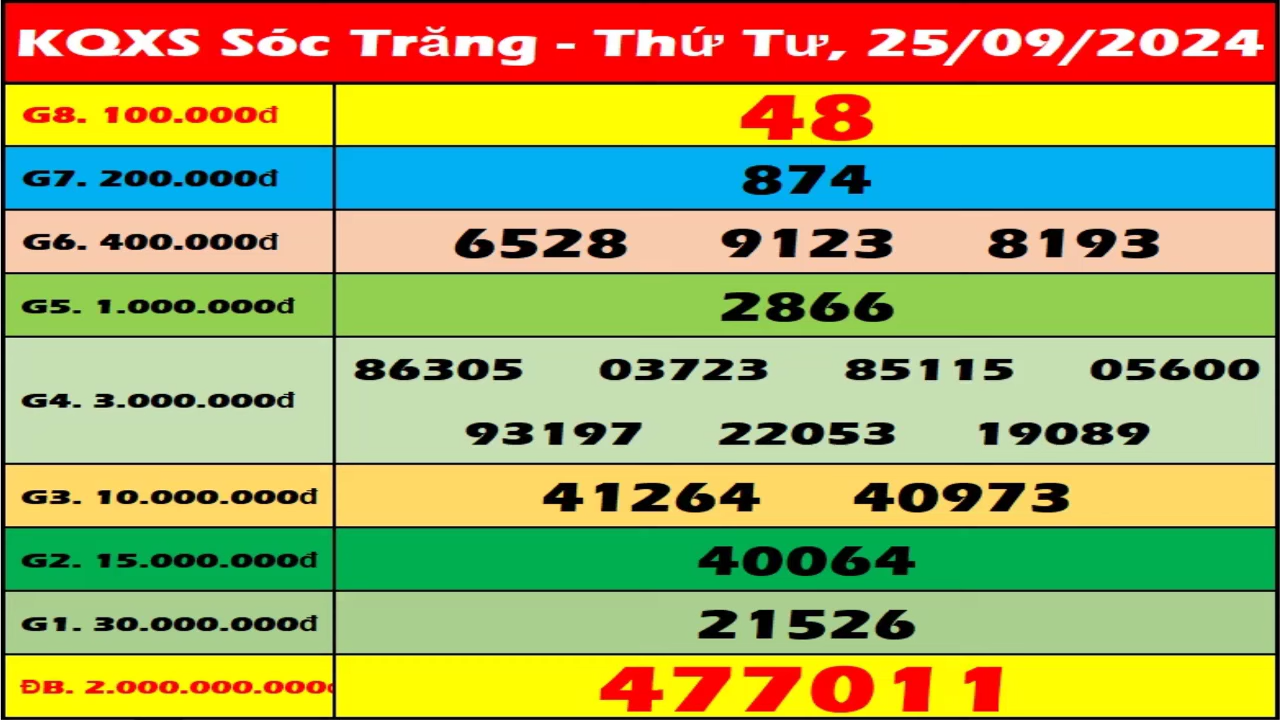 KQXS Sóc Trăng - Thứ Tư, 25/09/2024
G8. 100.000đ 48
G7. 200.000đ 874
G6. 400.000đ 6528 9123 8193
G5. 1.000.000đ 2866
G4. 3.000.000đ 86305 03723 85115 05600
93197 22053 19089
G3. 10.000.000đ 41264 40973
G2. 15.000.000đ 40064
G1. 30.000.000đ 21526
ĐB. 2.000.000.000đ 477011